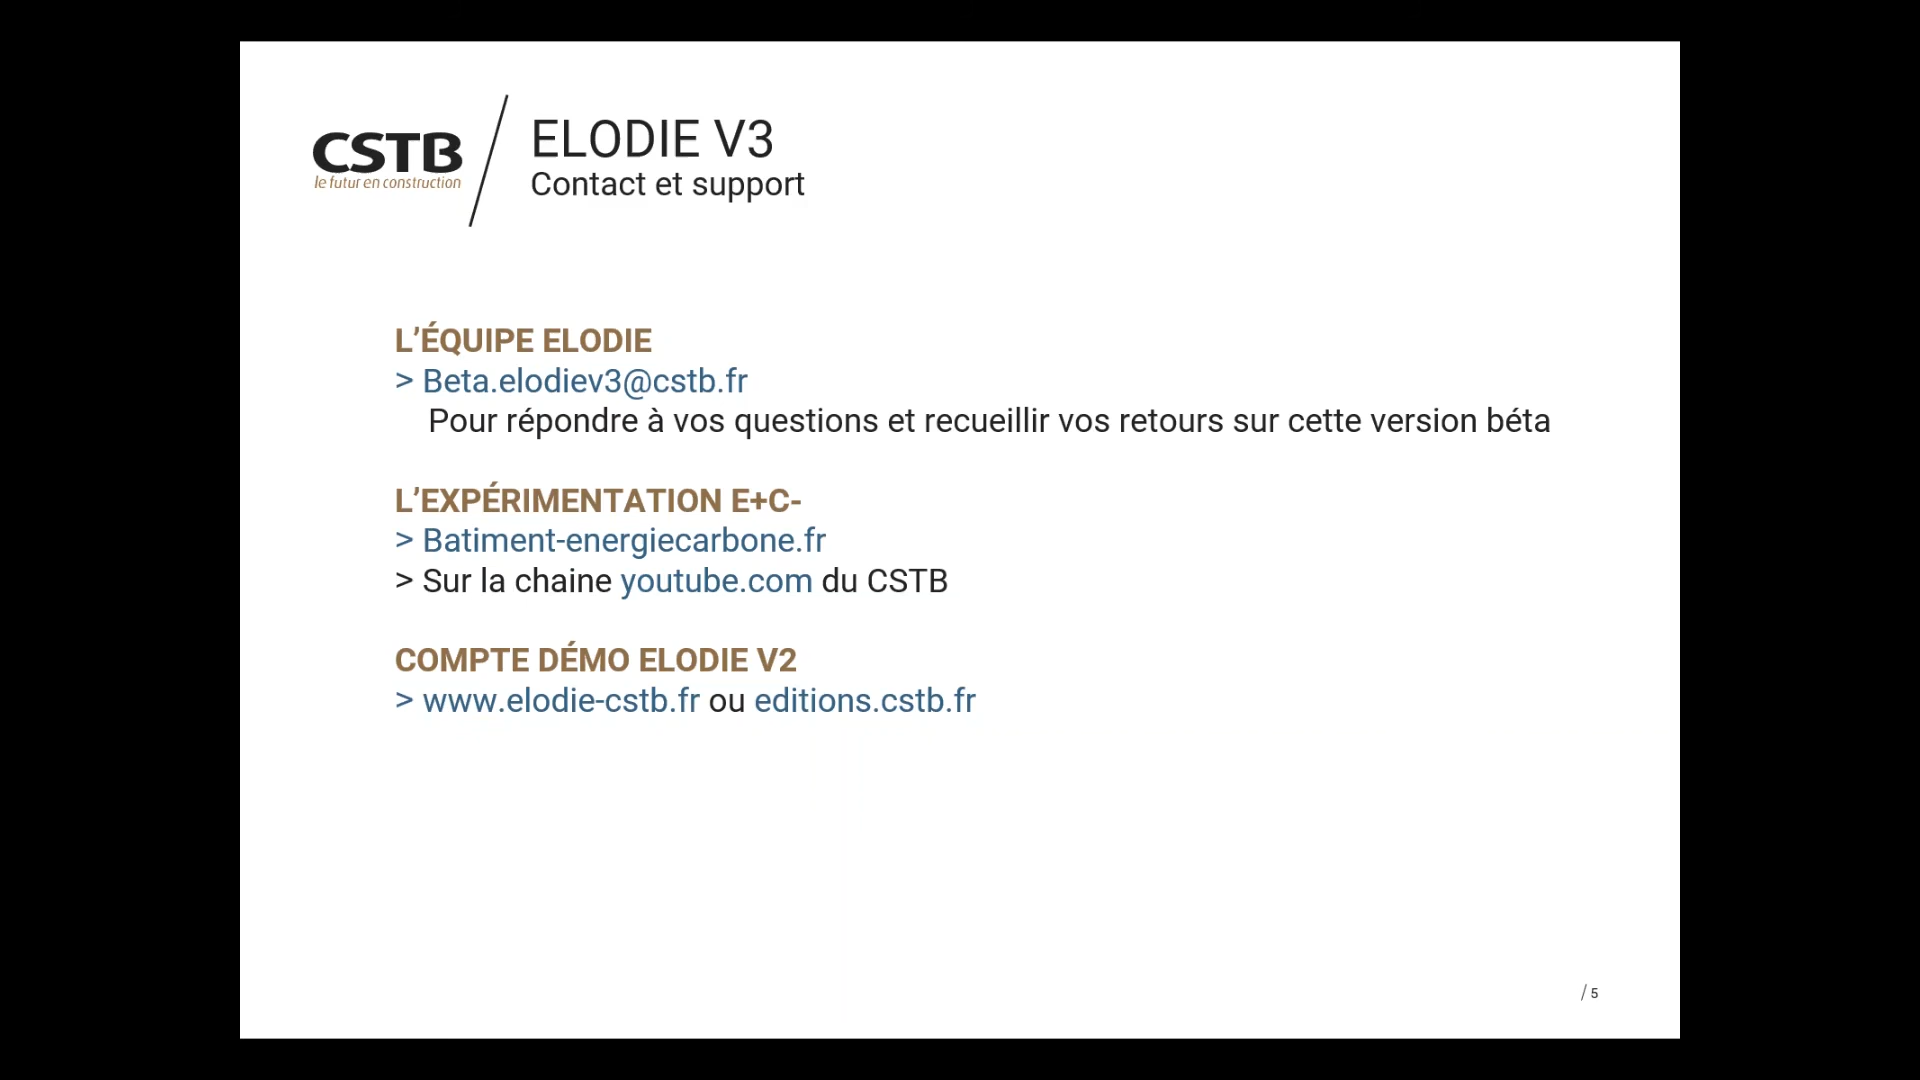 CSTB
le futur en construction
ELODIE V3
Contact et support
L’ÉQUIPE ELODIE
> Beta.elodiev3@cstb.fr
Pour répondre à vos questions et recueillir vos retours sur cette version béta
L’EXPÉRIMENTATION E+C-
> Batiment-energiecarbone.fr
> Sur la chaine youtube.com du CSTB
COMPTE DÉMO ELODIE V2
> www.elodie-cstb.fr ou editions.cstb.fr
/ 5